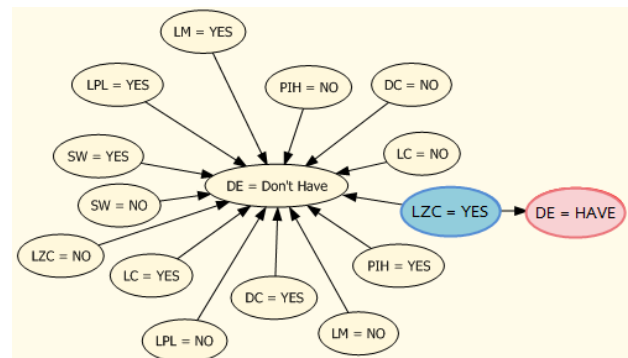 LM = YES
LPL = YES
PIH = NO
DC = NO
SW = YES
LC = NO
DE = Don't Have
SW = NO
LZC = YES
DE = HAVE
LZC = NO
LC = YES
PIH = YES
DC = YES
LPL = NO
LM = NO